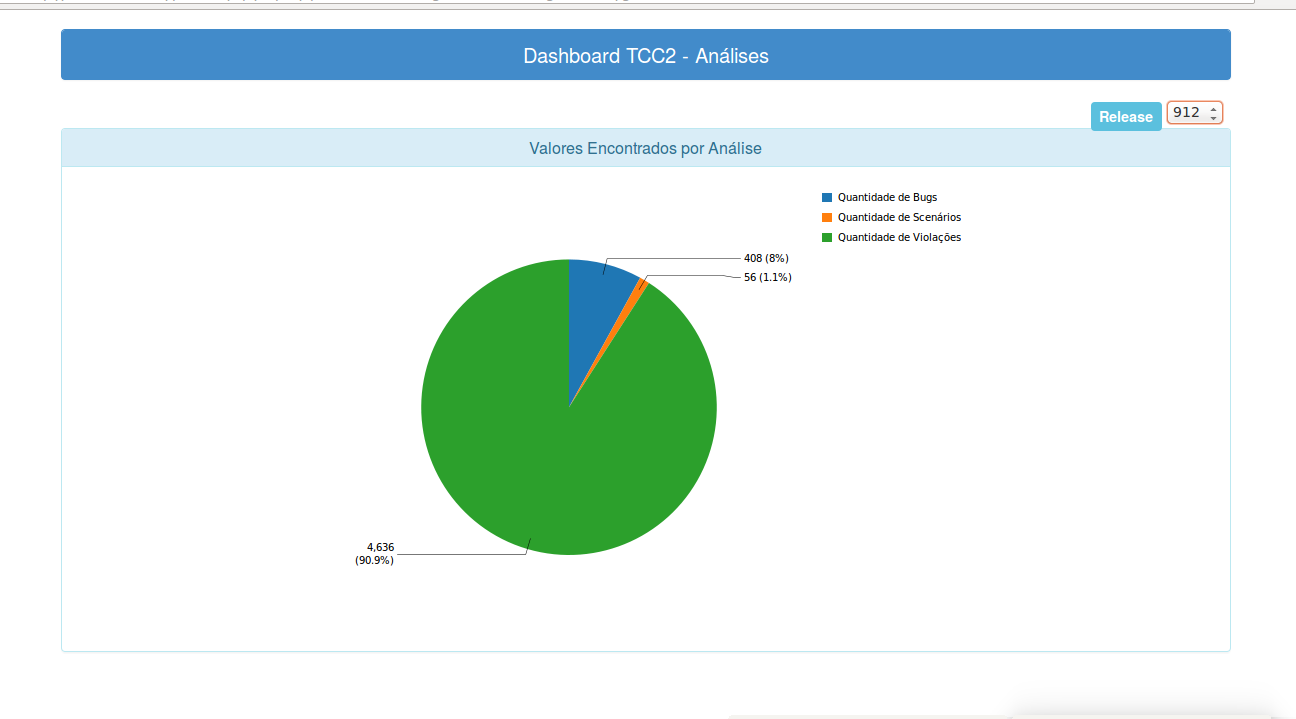 Dashboard TCC2 - Análises
Release 912
Valores Encontrados por Análise
Quantidade de Bugs
Quantidade de Scenários
Quantidade de Violações
408 (8%)
56 (1.1%)
4,636
(90.9%)